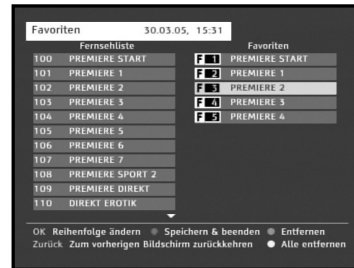 Favoriten 30.03.05, 15:31
Fernsehliste Favoriten
100 PREMIERE START F 1 PREMIERE START
101 PREMIERE 1 F 2 PREMIERE 1
102 PREMIERE 2 F 3 PREMIERE 2
103 PREMIERE 3 F 4 PREMIERE 3
104 PREMIERE 4 F 5 PREMIERE 4
105 PREMIERE 5
106 PREMIERE 6
107 PREMIERE 7
108 PREMIERE SPORT 2
109 PREMIERE DIREKT
110 DIREKT EROTIK
OK Reihenfolge ändern Speichern & beenden Entfernen
Zurück Zum vorherigen Bildschirm zurückkehren Alle entfernen